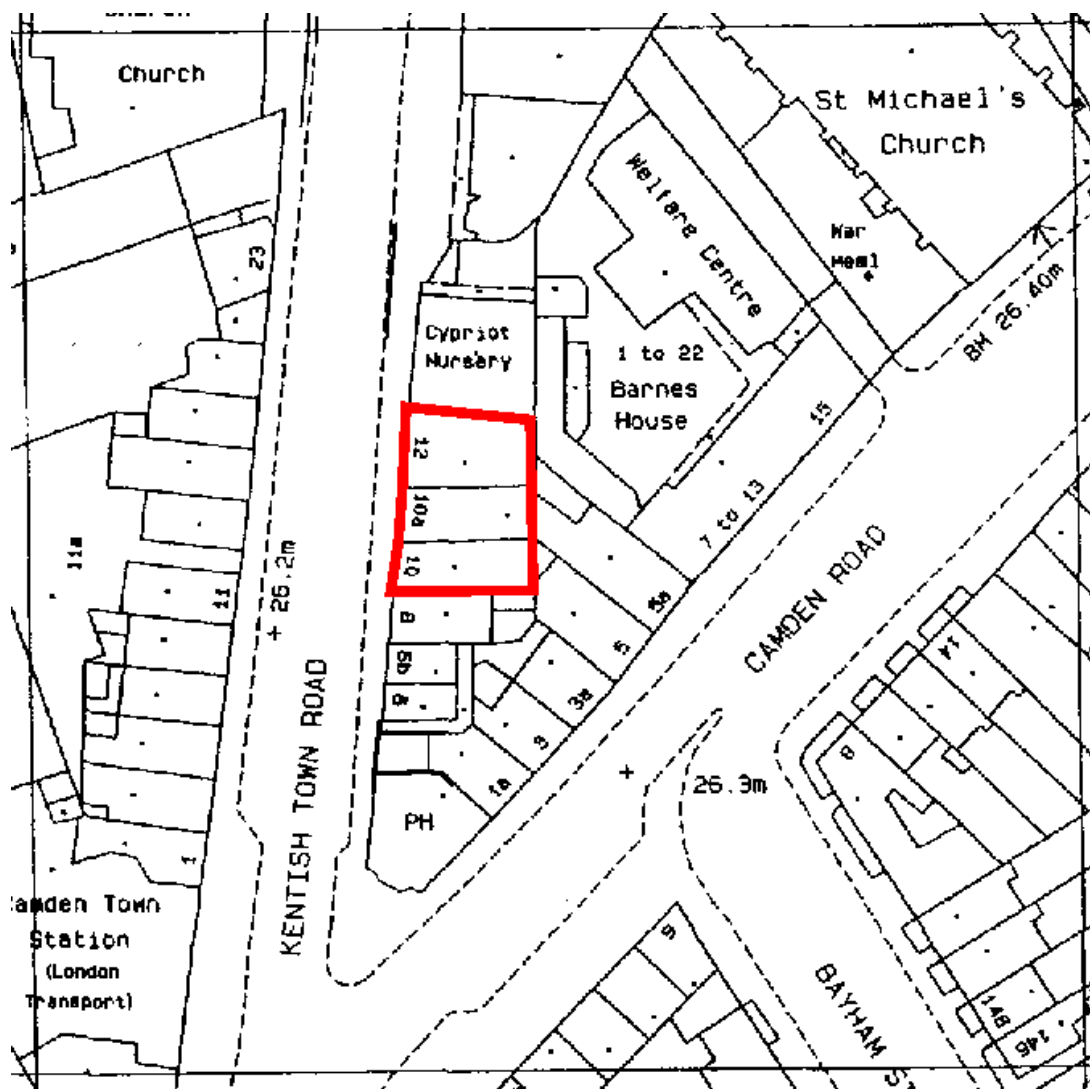 Church
St Michael's
Church
Welfare Centre
War
Meml
BM 26.40m
23
Cypriot
Nursery
1 to 22
Barnes
House
15
12
7 to 13
10a
11a
10
26.2m
11
8
5a
5
CAMDEN ROAD
14
3a
3
1a
26.3m
PH
KENTISH TOWN ROAD
1
Camden Town
Station
(London
Transport)
BAYHAM S
148
146